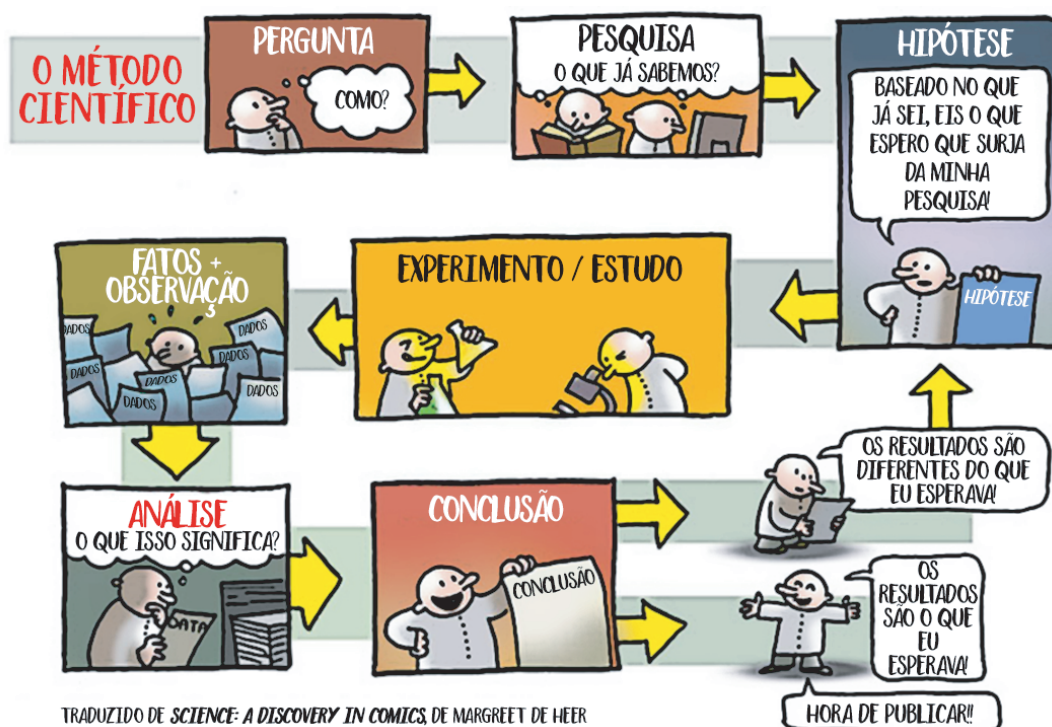 O MÉTODO
CIENTÍFICO
PERGUNTA
COMO?
PESQUISA
O QUE JÁ SABEMOS?
HIPÓTESE
BASEADO NO QUE
JÁ SEI, EIS O QUE
ESPERO QUE SURJA
DA MINHA
PESQUISA!
HIPÓTESE
EXPERIMENTO / ESTUDO
FATOS +
OBSERVAÇÃO
DADOS
DADOS
DADOS
DADOS
DADOS
DADOS
DADOS
DADOS
ANÁLISE
O QUE ISSO SIGNIFICA?
DATA
CONCLUSÃO
CONCLUSÃO
OS RESULTADOS SÃO
DIFERENTES DO QUE
EU ESPERAVA!
OS
RESULTADOS
SÃO O QUE
EU
ESPERAVA!
HORA DE PUBLICAR!!
TRADUZIDO DE SCIENCE: A DISCOVERY IN COMICS, DE MARGREET DE HEER